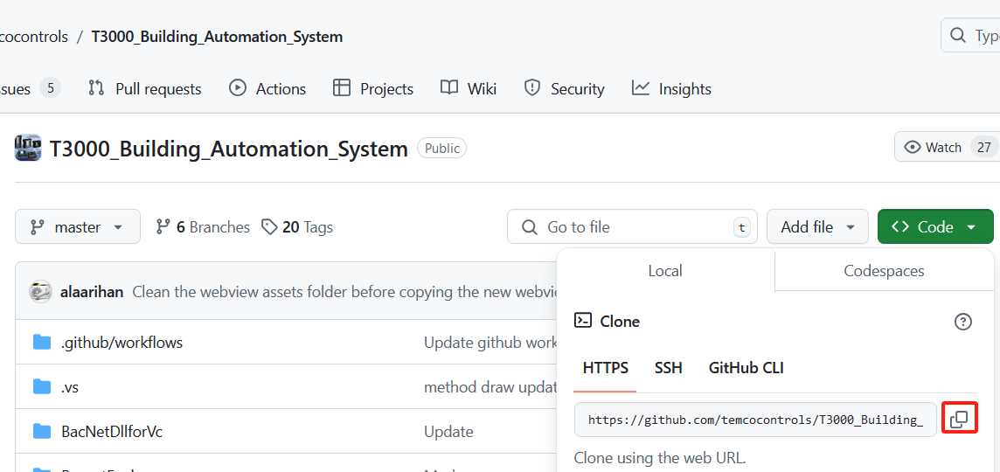 cocontrols / T3000_Building_Automation_System
Typ
ssues 5 Pull requests Actions Projects Wiki Security Insights
T3000_Building_Automation_System Public
Watch 27
master 6 Branches 20 Tags Go to file t Add file Code
Local Codespaces
alaarihan Clean the webview assets folder before copying the new webvie
Clone
.github/workflows Update github work
HTTPS SSH GitHub CLI
.vs method draw updat
https://github.com/temcocontrols/T3000_Building_
BacNetDllforVc Update
Clone using the web URL.